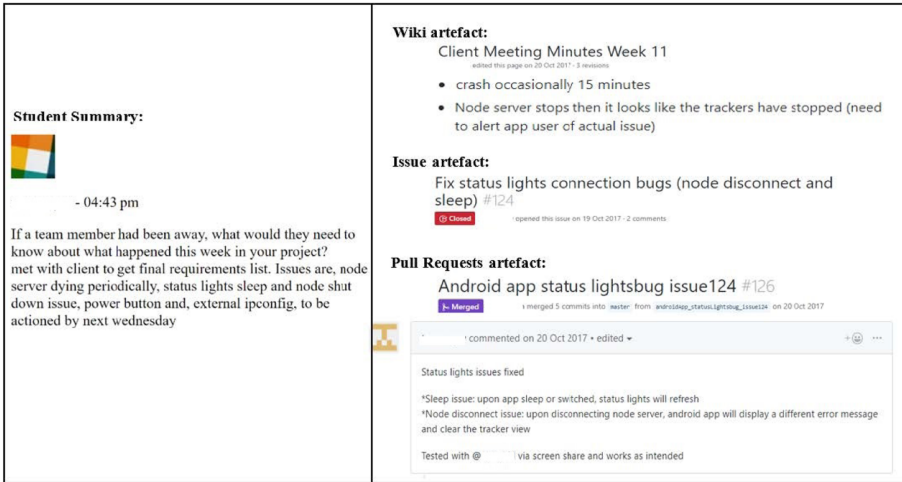 Student Summary:
- 04:43 pm
If a team member had been away, what would they need to
know about what happened this week in your project?
met with client to get final requirements list. Issues are, node
server dying periodically, status lights sleep and node shut
down issue, power button and, external ipconfig, to be
actioned by next wednesday
Wiki artefact:
Client Meeting Minutes Week 11
edited this page on 20 Oct 2017 - 3 revisions
• crash occasionally 15 minutes
• Node server stops then it looks like the trackers have stopped (need
to alert app user of actual issue)
Issue artefact:
Fix status lights connection bugs (node disconnect and
sleep) #124
Closed
opened this issue on 19 Oct 2017 · 2 comments
Pull Requests artefact:
Android app status lightsbug issue124 #126
Merged
merged 5 commits into master from androidapp_statusLightsbug_issue124 on 20 Oct 2017
commented on 20 Oct 2017 • edited
Status lights issues fixed
*Sleep issue: upon app sleep or switched, status lights will refresh
*Node disconnect issue: upon disconnecting node server, android app will display a different error message
and clear the tracker view
Tested with @ via screen share and works as intended